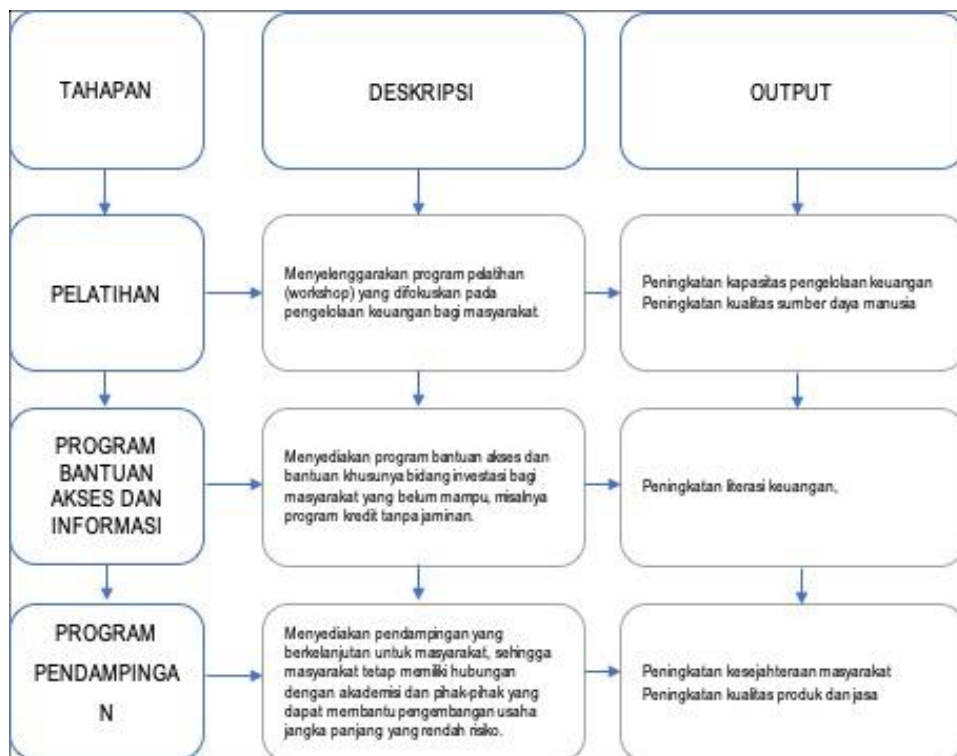 TAHAPAN
DESKRIPSI
OUTPUT
PELATIHAN
Menyelenggarakan program pelatihan
(workshop) yang difokuskan pada
pengelolaan keuangan bagi masyarakat.
Peningkatan kapasitas pengelolaan keuangan
Peningkatan kualitas sumber daya manusia
PROGRAM
BANTUAN
AKSES DAN
INFORMASI
Menyediakan program bantuan akses dan
bantuan khusunya bidang investasi bagi
masyarakat yang belum mampu, misalnya
program kredit tanpa jaminan.
Peningkatan literasi keuangan,
PROGRAM
PENDAMPINGA
N
Menyediakan pendampingan yang
berkelanjutan untuk masyarakat, sehingga
masyarakat tetap memiliki hubungan
dengan akademisi dan pihak-pihak yang
dapat membantu pengembangan usaha
jangka panjang yang rendah risiko.
Peningkatan kesejahteraan masyarakat
Peningkatan kualitas produk dan jasa